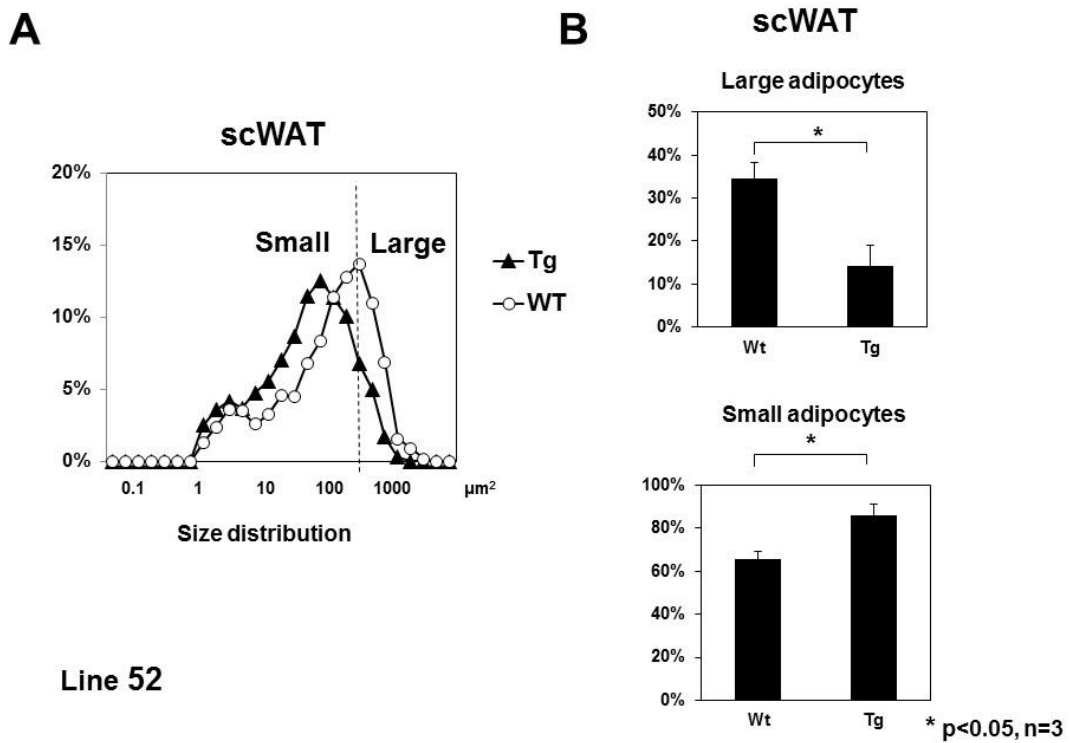 A
scWAT
20%
15%
10%
5%
0%
Small
Large
Tg
WT
0.1 1 10 100 1000 µm²
Size distribution
Line 52
B
scWAT
Large adipocytes
50%
40%
30%
20%
10%
0%
*
Wt Tg
Small adipocytes
*
100%
80%
60%
40%
20%
0%
Wt Tg
* p<0.05, n=3